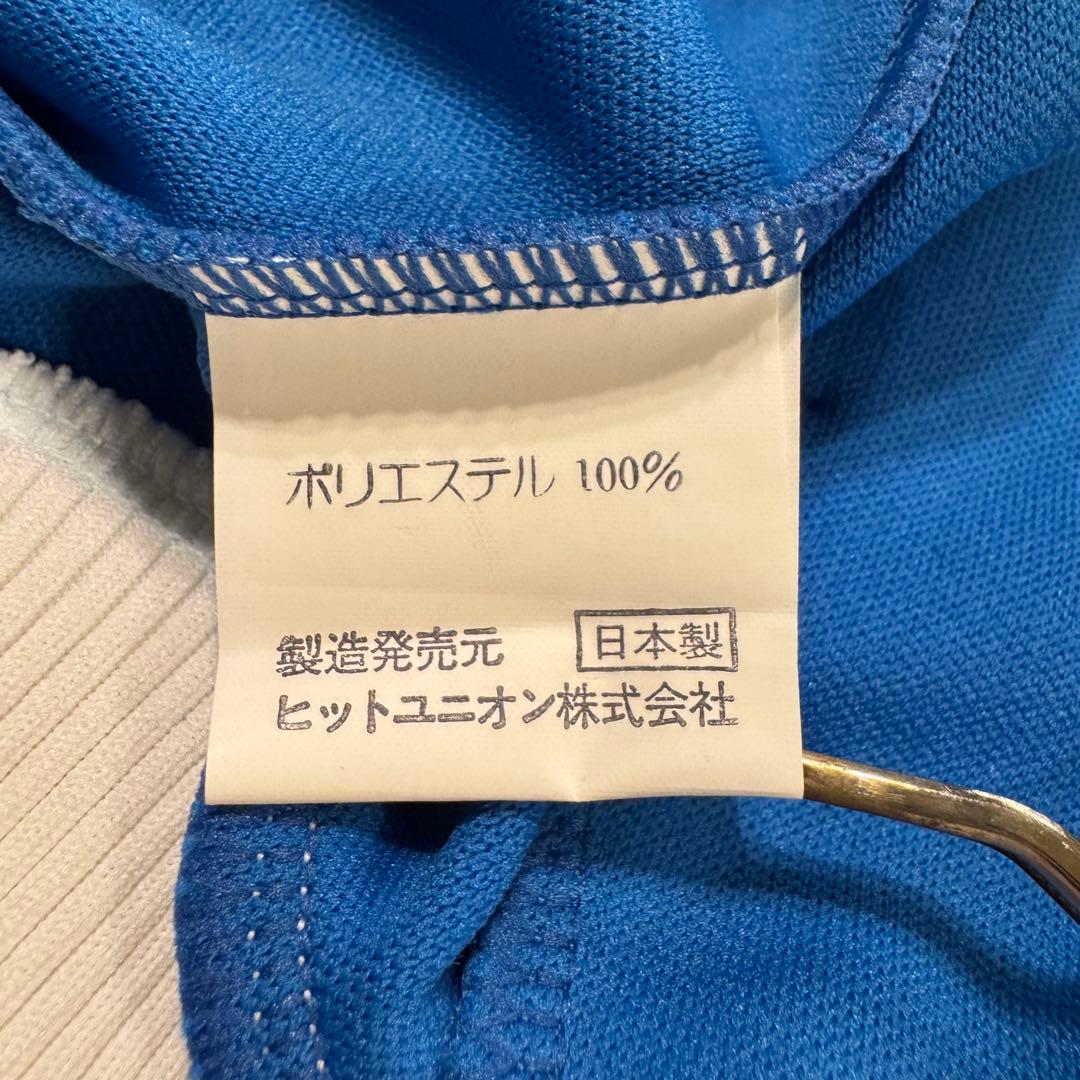 ポリエステル 100%
製造発売元 日本製
ヒットユニオン株式会社